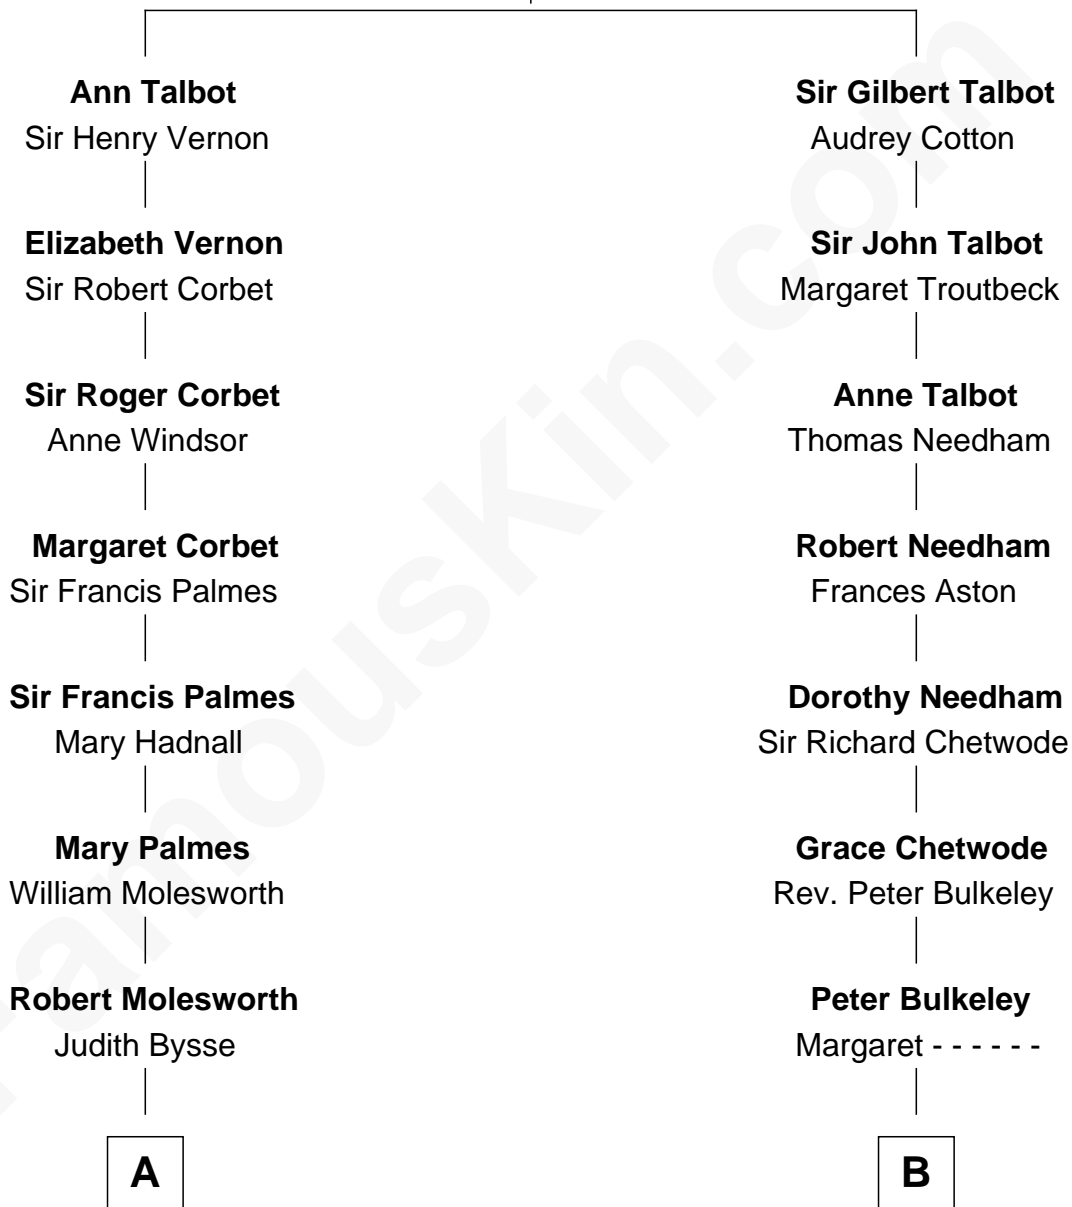 Ann Talbot
Sir Henry Vernon
Elizabeth Vernon
Sir Robert Corbet
Sir Roger Corbet
Anne Windsor
Margaret Corbet
Sir Francis Palmes
Sir Francis Palmes
Mary Hadnall
Mary Palmes
William Molesworth
Robert Molesworth
Judith Bysse
A
Sir Gilbert Talbot
Audrey Cotton
Sir John Talbot
Margaret Troutbeck
Anne Talbot
Thomas Needham
Robert Needham
Frances Aston
Dorothy Needham
Sir Richard Chetwode
Grace Chetwode
Rev. Peter Bulkeley
Peter Bulkeley
Margaret - - - - - -
B
FamousKin.com